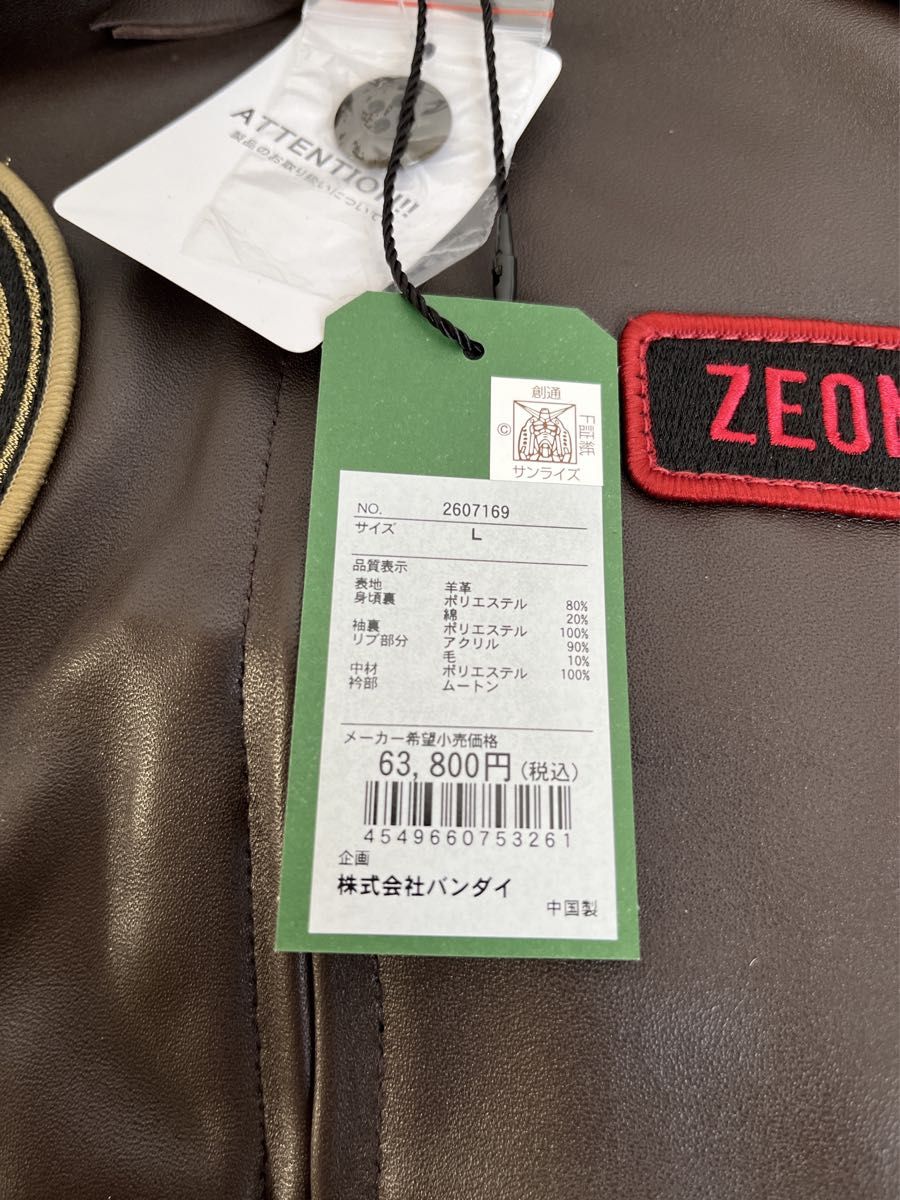 ATTENTION!!
製品のお取り扱いについて
ZEON
創通
©
F証紙
サンライズ
NO. 2607169
サイズ L
品質表示
表地 羊革
身頃裏 ポリエステル 80%
綿 20%
袖裏 ポリエステル 100%
リブ部分 アクリル 90%
毛 10%
中材 ポリエステル 100%
衿部 ムートン
メーカー希望小売価格
63,800円(税込)
4549660753261
企画
株式会社バンダイ
中国製